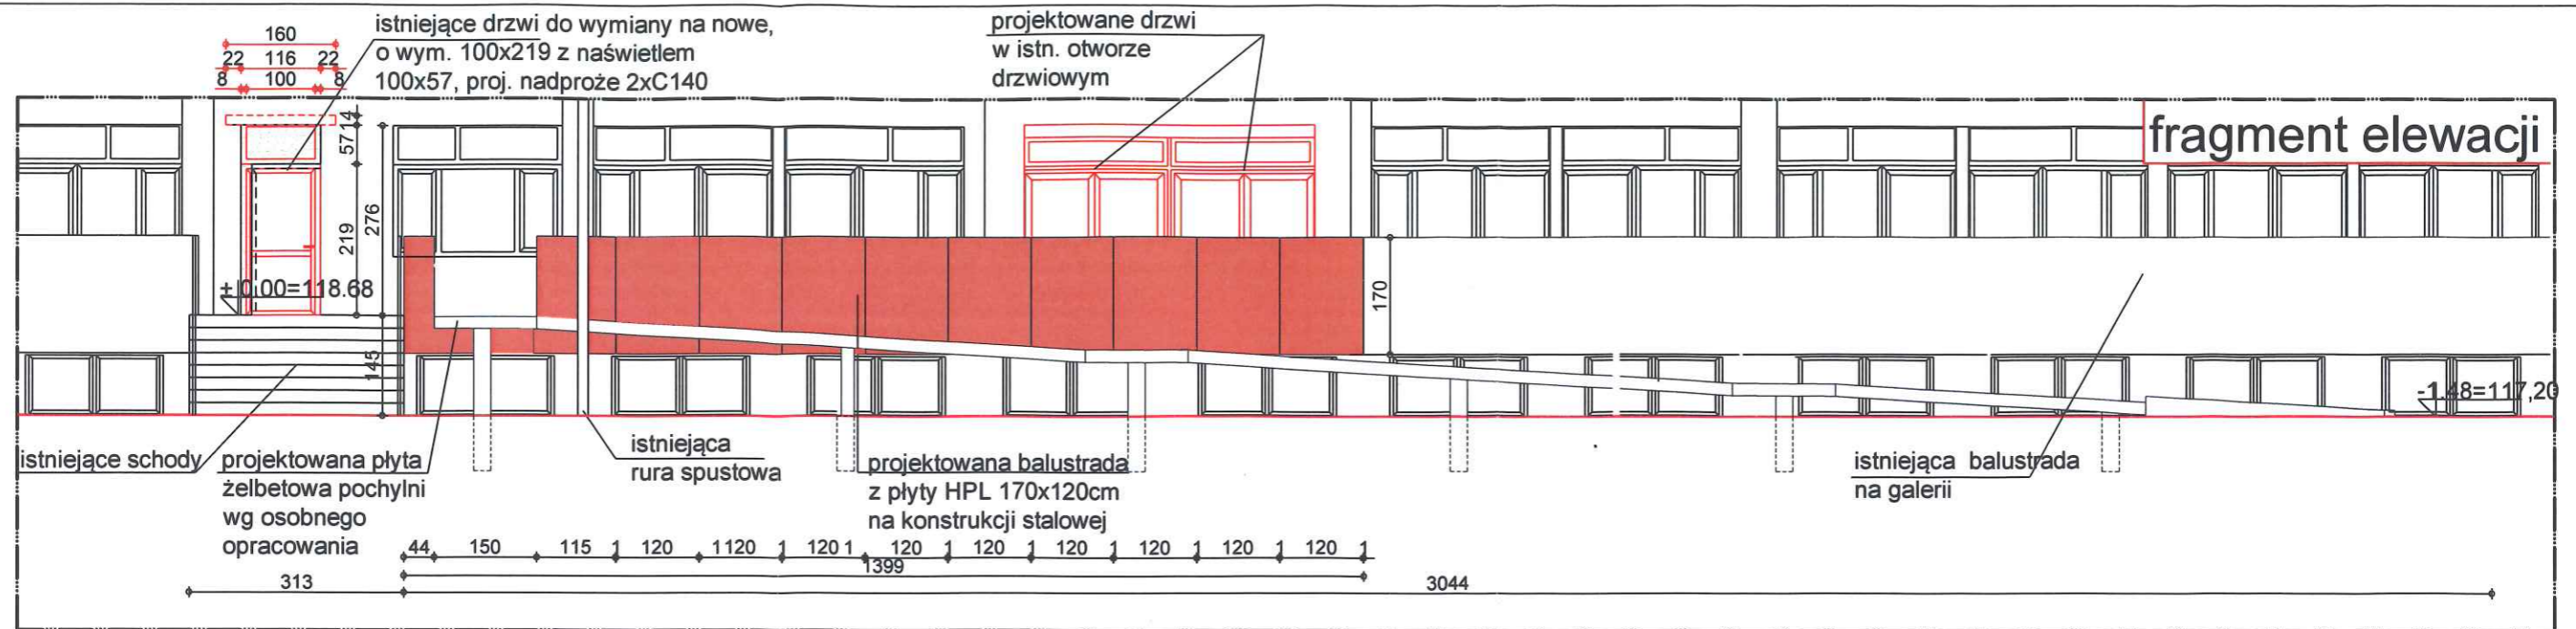 istniejące drzwi do wymiany na nowe,
o wym. 100x219 z naświetlem
100x57, proj. nadproże 2xC140
projektowane drzwi
w istn. otworze
drzwiowym
160
22 116 22
8 100 8
fragment elewacji
14
57
219
276
145
170
+0.00=118.68
-1.48=117,20
istniejące schody
projektowana płyta
żelbetowa pochylni
wg osobnego
opracowania
istniejąca
rura spustowa
projektowana balustrada
z płyty HPL 170x120cm
na konstrukcji stalowej
istniejąca balustrada
na galerii
44 150 115 1 120 1 120 1 120 1 120 1 120 1 120 1 120 1 120 1 120 1
1399
313
3044